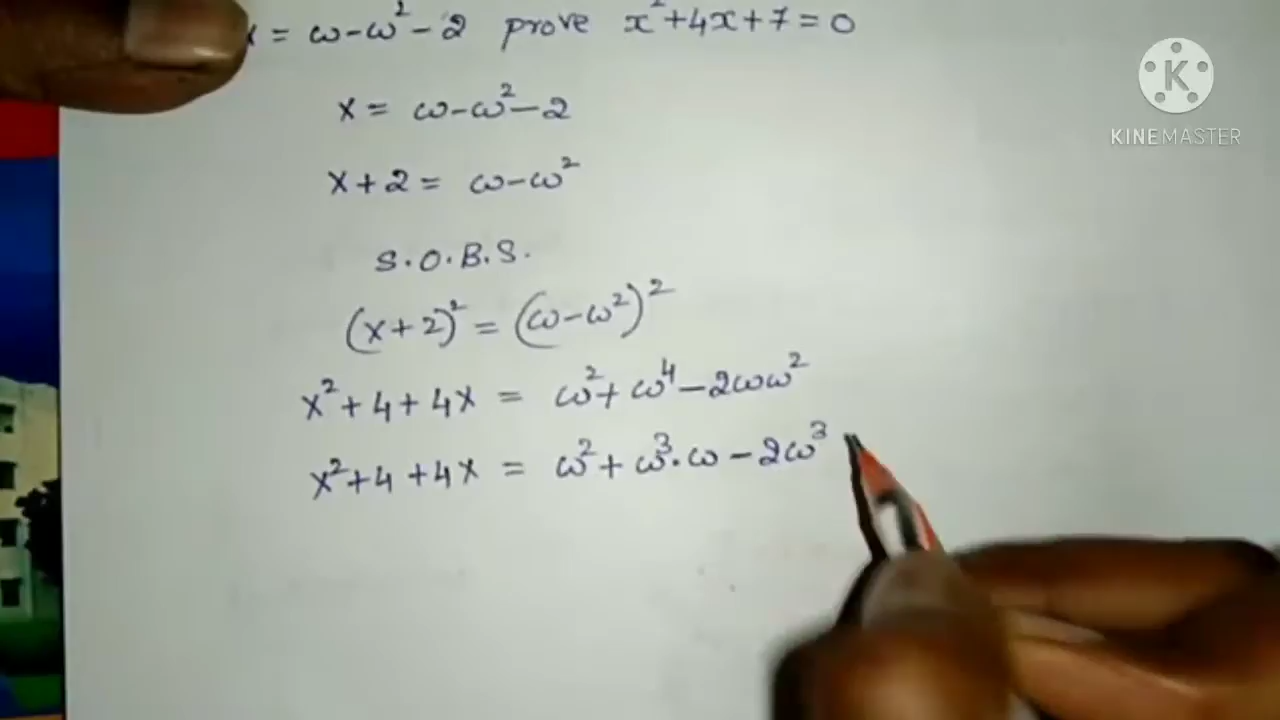 x = ω-ω²-2 prove x²+4x+7=0
x = ω-ω²-2
x+2 = ω-ω²
S.O.B.S.
(x+2)² = (ω-ω²)²
x²+4+4x = ω²+ω⁴-2ωω²
x²+4+4x = ω²+ω³.ω-2ω³
K
KINEMASTER